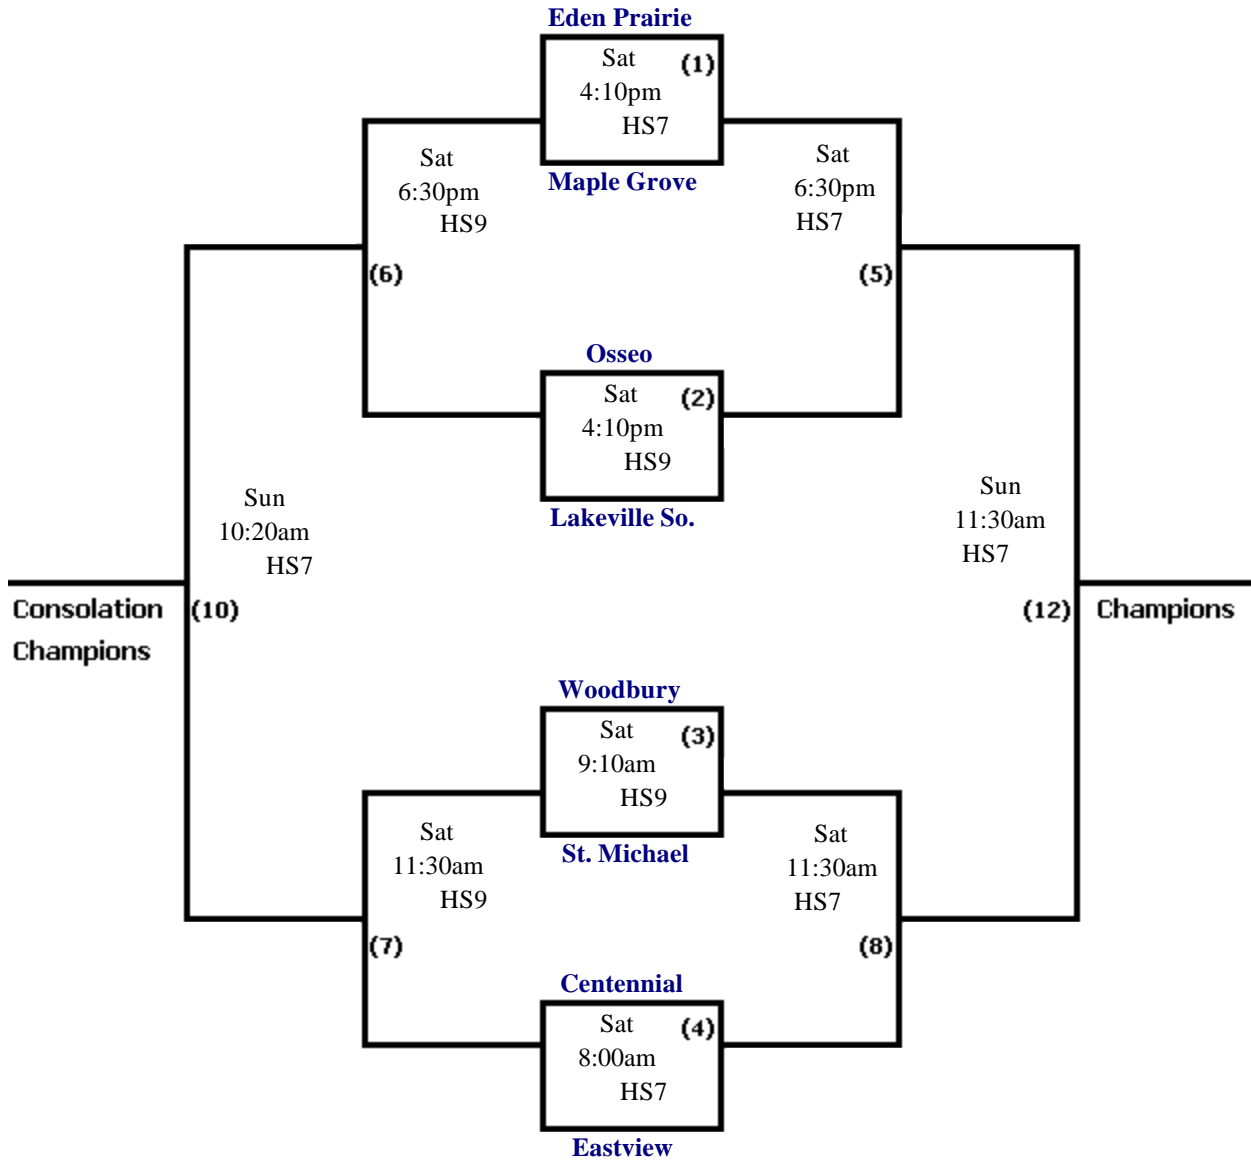 Eden Prairie
Sat (1)
4:10pm
HS7
Maple Grove
Sat
6:30pm
HS9
(6)
Sat
6:30pm
HS7
(5)
Osseo
Sat (2)
4:10pm
HS9
Lakeville So.
Sun
10:20am
HS7
Consolation
Champions
(10)
Sun
11:30am
HS7
(12)
Champions
Woodbury
Sat (3)
9:10am
HS9
St. Michael
Sat
11:30am
HS9
(7)
Sat
11:30am
HS7
(8)
Centennial
Sat (4)
8:00am
HS7
Eastview